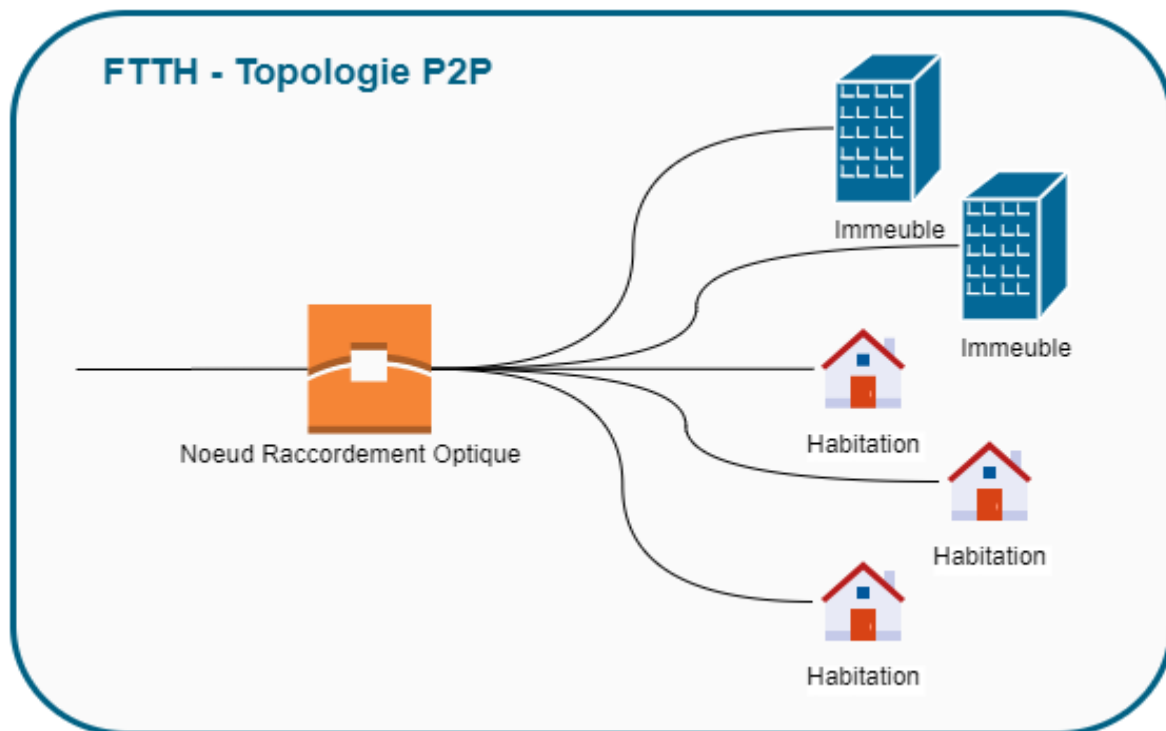 FTTH - Topologie P2P
Immeuble
Immeuble
Noeud Raccordement Optique
Habitation
Habitation
Habitation